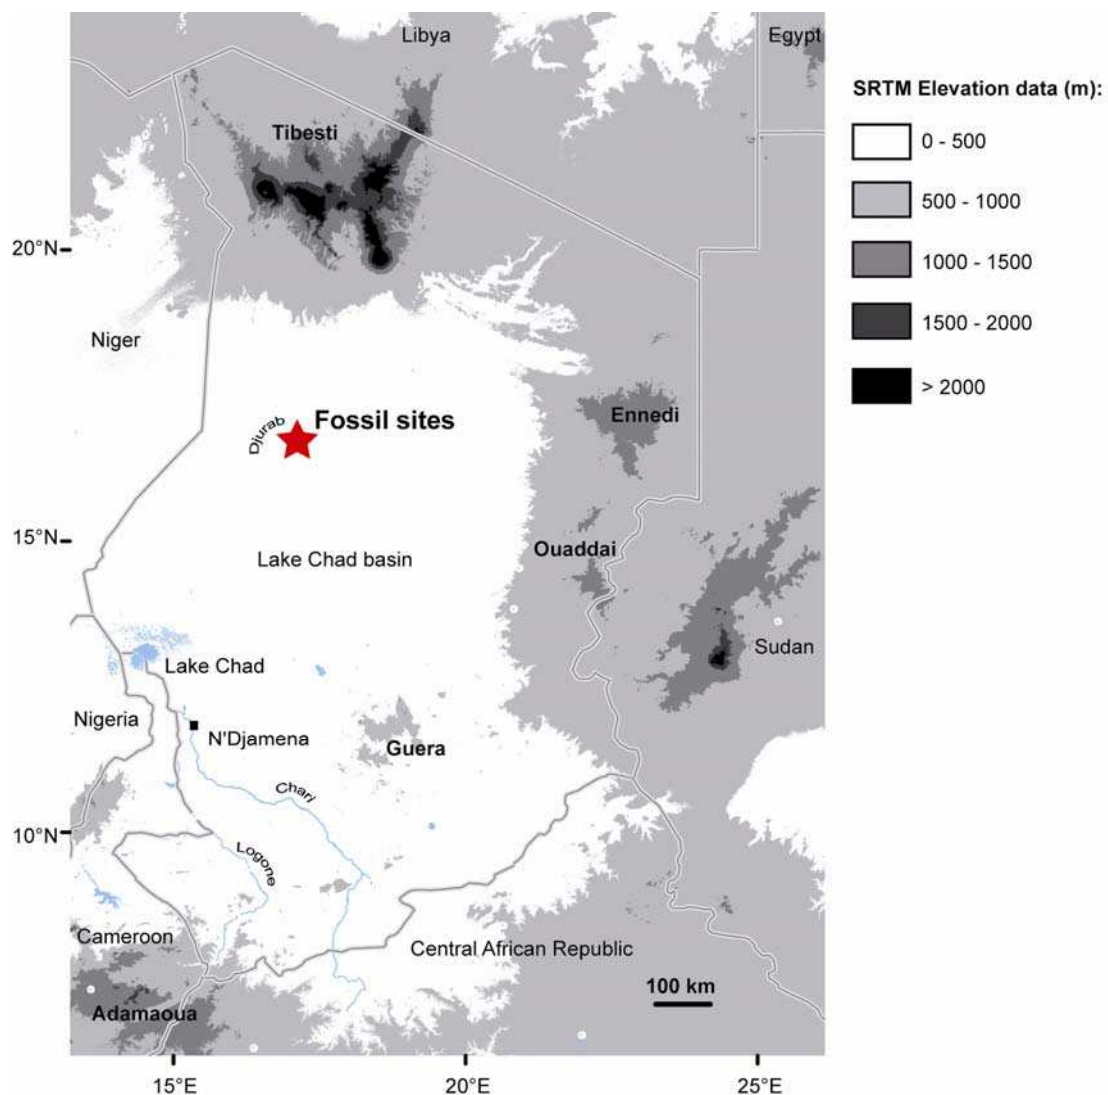 Libya
Egypt
SRTM Elevation data (m):
0 - 500
Tibesti
500 - 1000
20°N
1000 - 1500
1500 - 2000
Niger
> 2000
Djurab
Fossil sites
Ennedi
15°N
Ouaddai
Lake Chad basin
Sudan
Lake Chad
Nigeria
N'Djamena
Guera
Chari
10°N
Logone
Cameroon
Central African Republic
100 km
Adamaoua
15°E
20°E
25°E